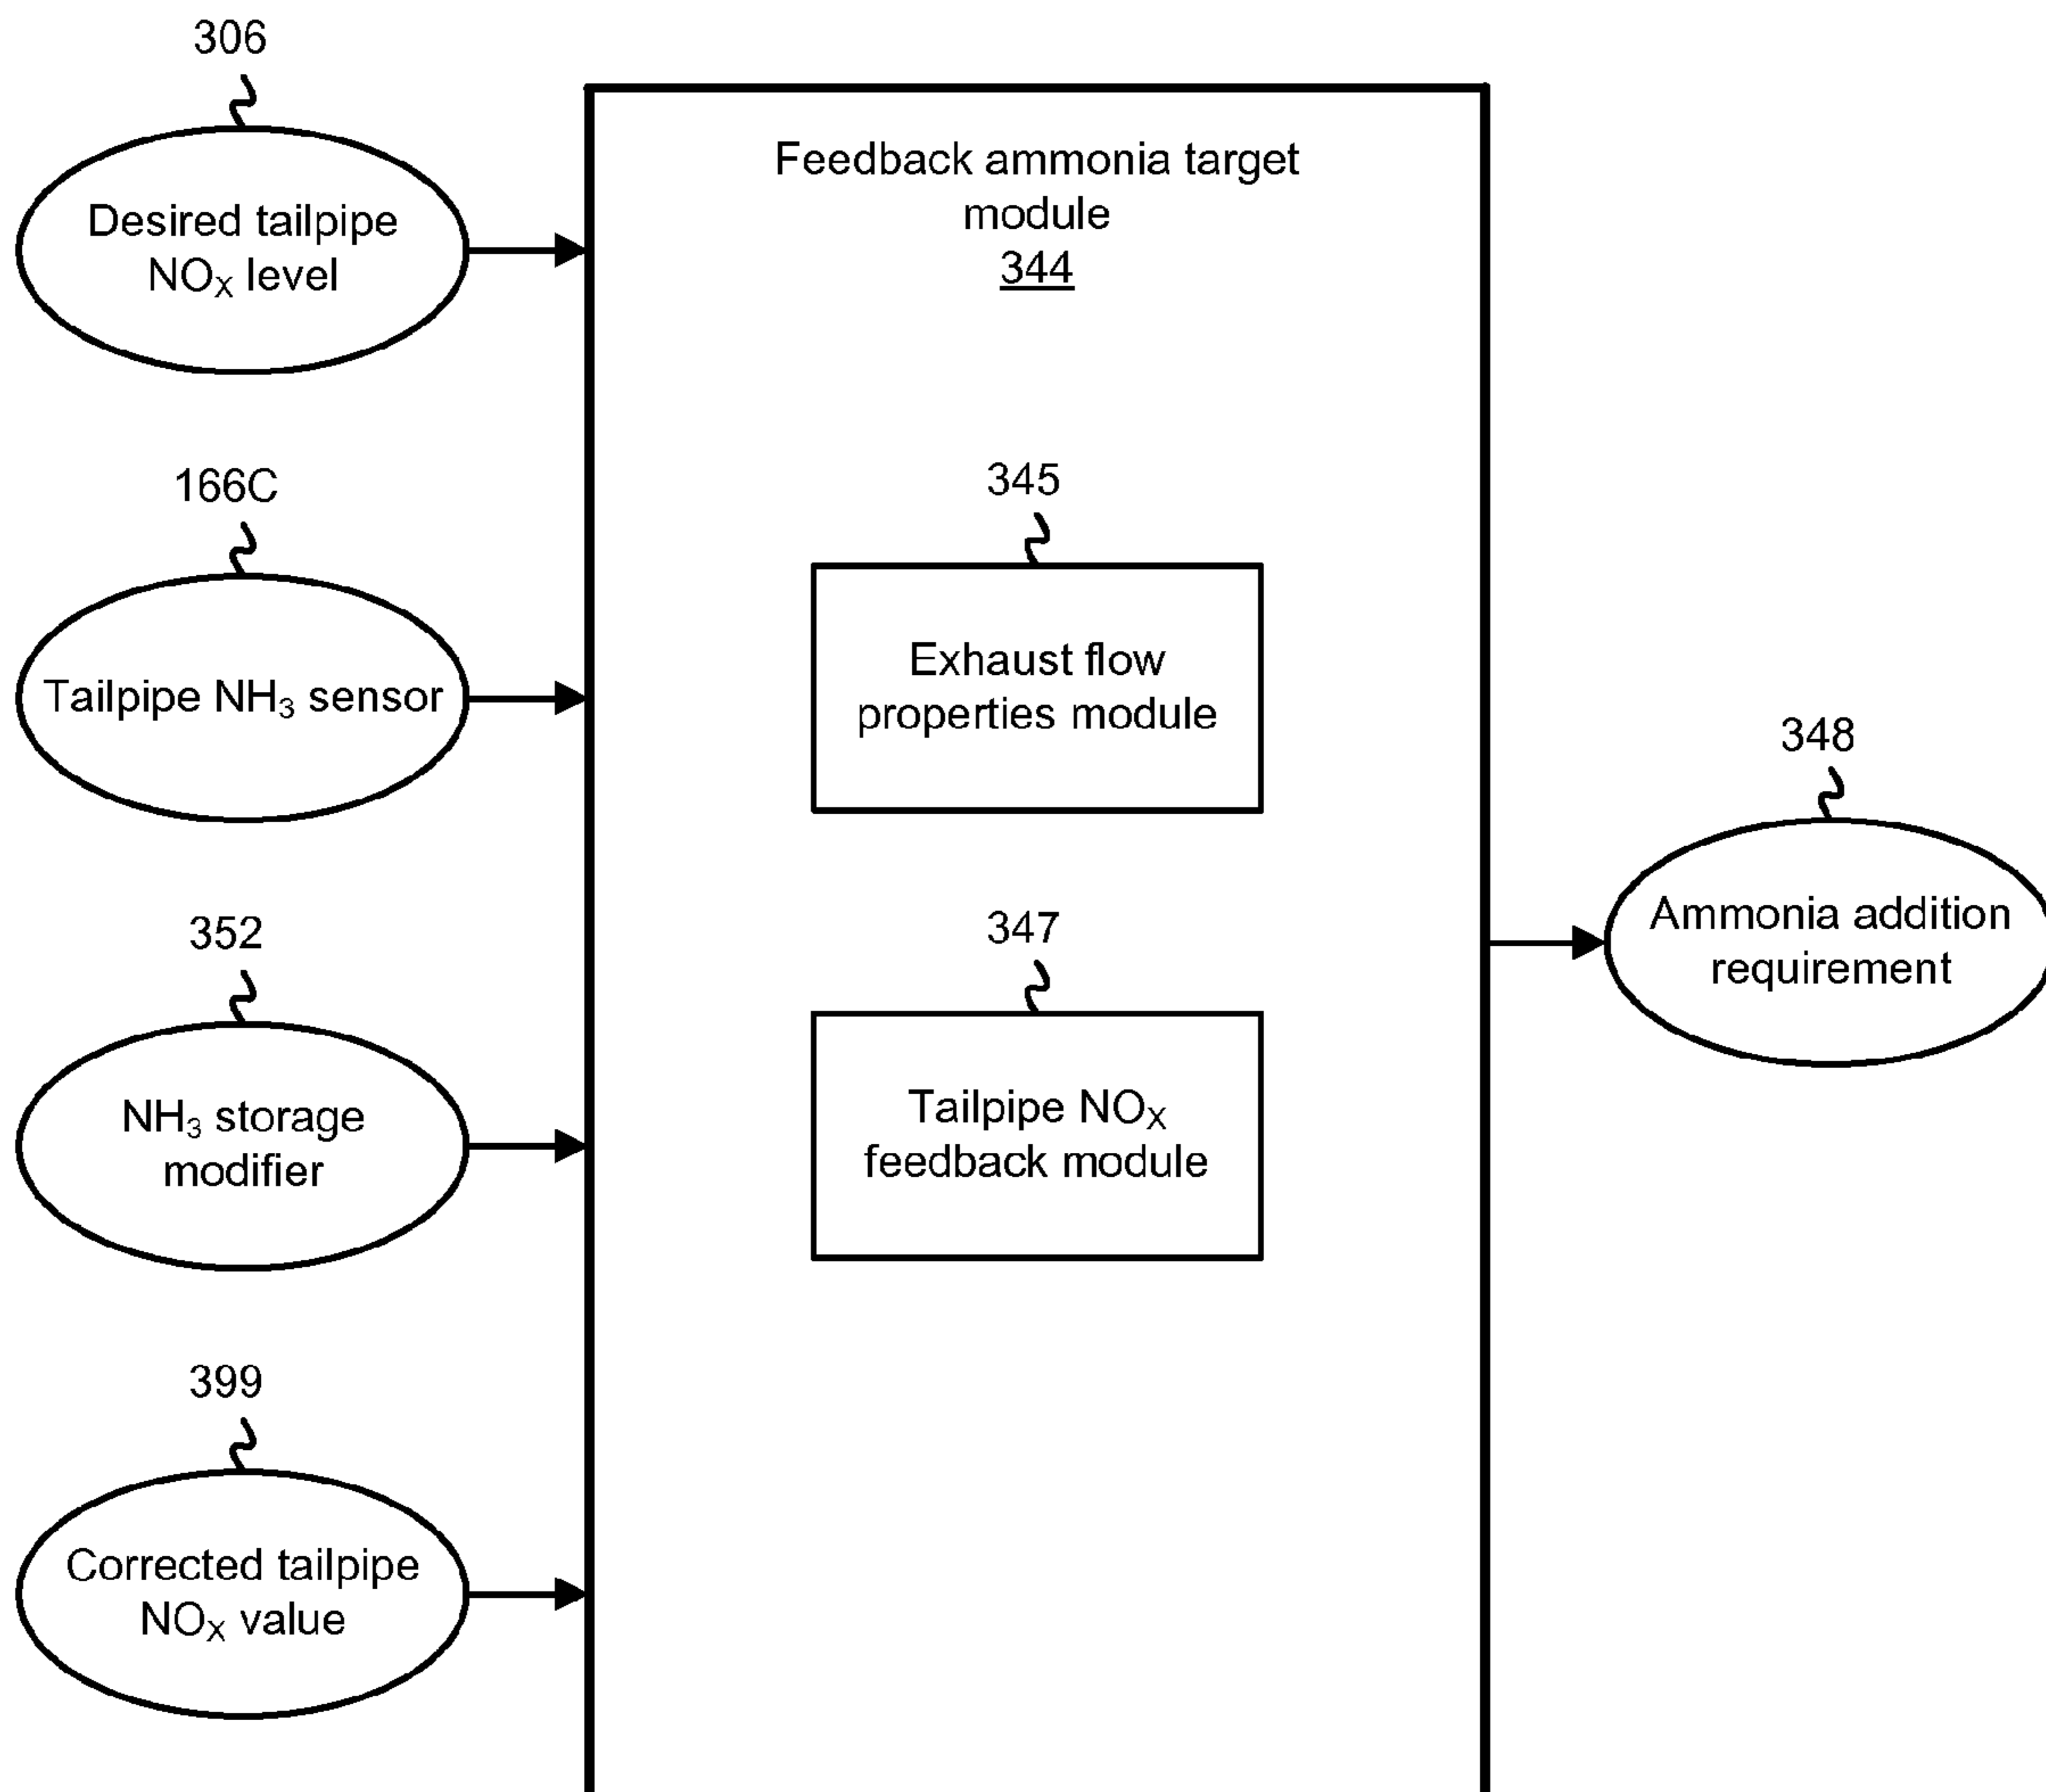 306
Desired tailpipe
NOX level
166C
Tailpipe NH3 sensor
352
NH3 storage
modifier
399
Corrected tailpipe
NOX value
Feedback ammonia target
module
344
345
Exhaust flow
properties module
347
Tailpipe NOX
feedback module
348
Ammonia addition
requirement